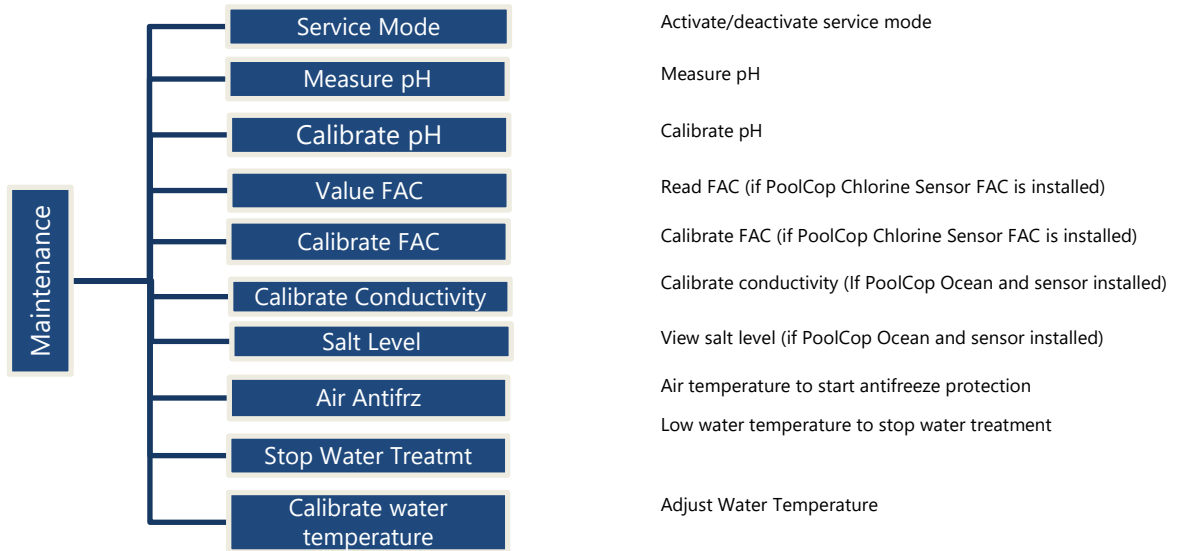 Maintenance
Service Mode
Activate/deactivate service mode
Measure pH
Measure pH
Calibrate pH
Calibrate pH
Value FAC
Read FAC (if PoolCop Chlorine Sensor FAC is installed)
Calibrate FAC
Calibrate FAC (if PoolCop Chlorine Sensor FAC is installed)
Calibrate Conductivity
Calibrate conductivity (If PoolCop Ocean and sensor installed)
Salt Level
View salt level (if PoolCop Ocean and sensor installed)
Air Antifrz
Air temperature to start antifreeze protection
Stop Water Treatmt
Low water temperature to stop water treatment
Calibrate water
temperature
Adjust Water Temperature